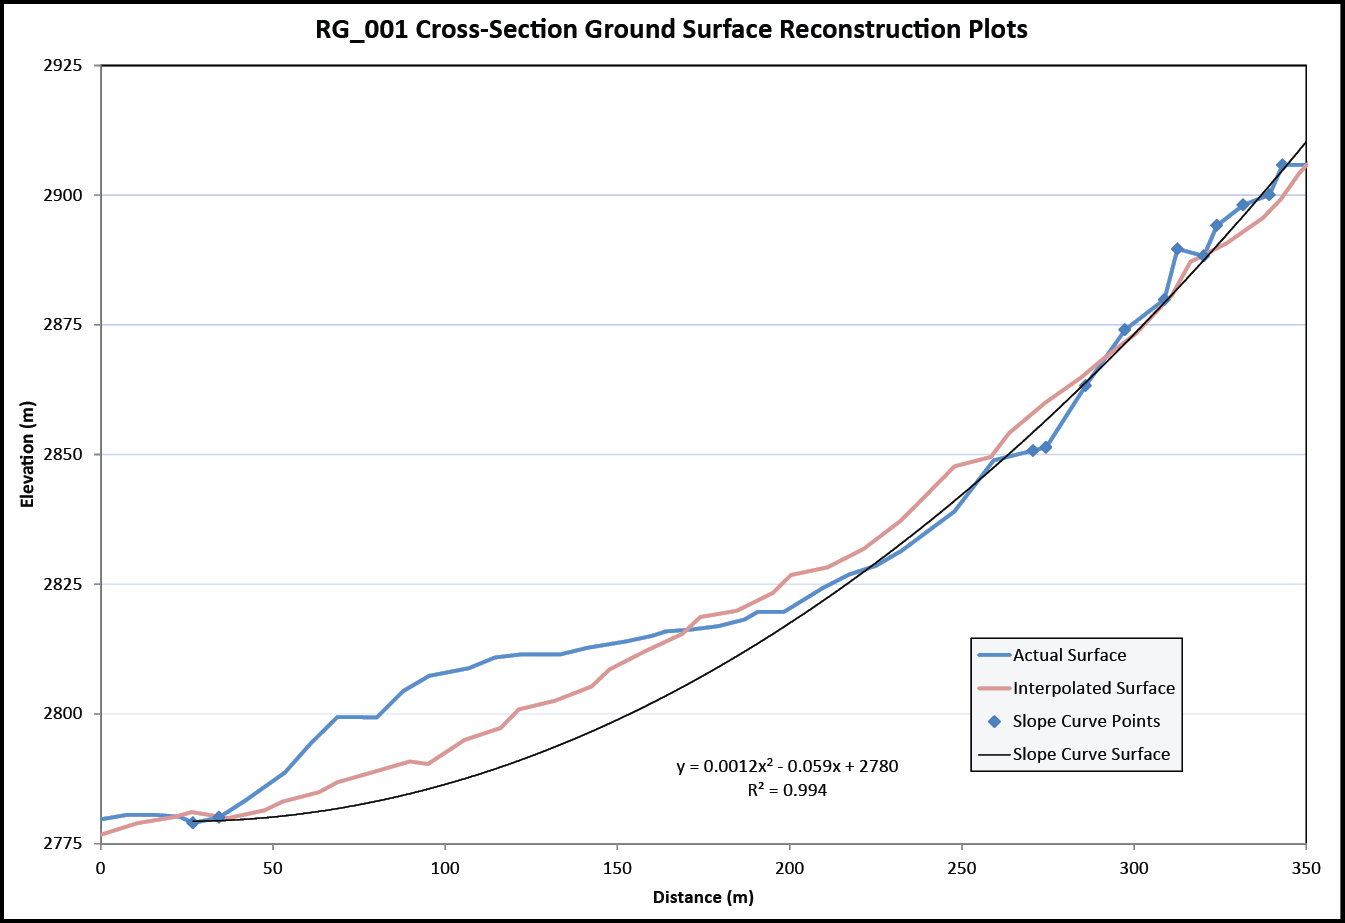 RG_001 Cross-Section Ground Surface Reconstruction Plots
2925
2900
2875
2850
2825
2800
2775
Elevation (m)
0 50 100 150 200 250 300 350
Distance (m)
Actual Surface
Interpolated Surface
Slope Curve Points
Slope Curve Surface
y = 0.0012x² - 0.059x + 2780
R² = 0.994